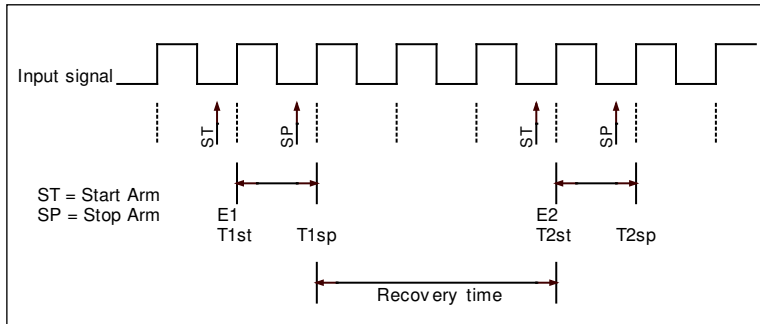 Input signal
ST
SP
ST
SP
ST = Start Arm
SP = Stop Arm
E1
E2
T1st
T1sp
T2st
T2sp
Recovery time